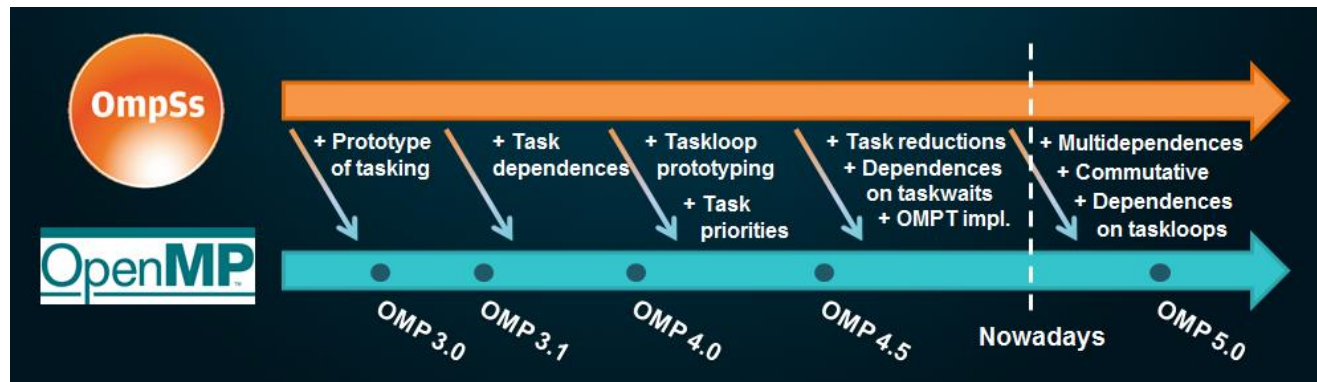 OmpSs
+ Prototype
of tasking
+ Task
dependences
+ Taskloop
prototyping
+ Task
priorities
+ Task reductions
+ Dependences
on taskwaits
+ OMPT impl.
+ Multidependences
+ Commutative
+ Dependences
on taskloops
OpenMP
OMP 3.0
OMP 3.1
OMP 4.0
OMP 4.5
Nowadays
OMP 5.0